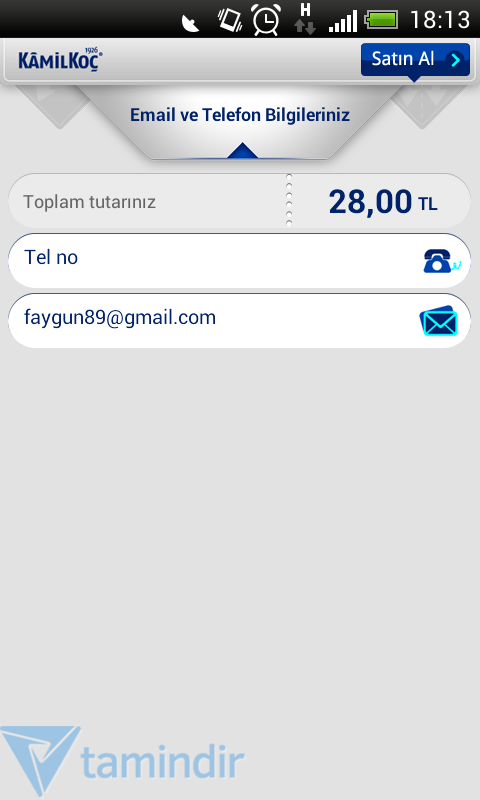 H
18:13
1926
KÂMİLKOÇ®
Satın Al
Email ve Telefon Bilgileriniz
Toplam tutarınız
28,00 TL
Tel no
faygun89@gmail.com
tamindir